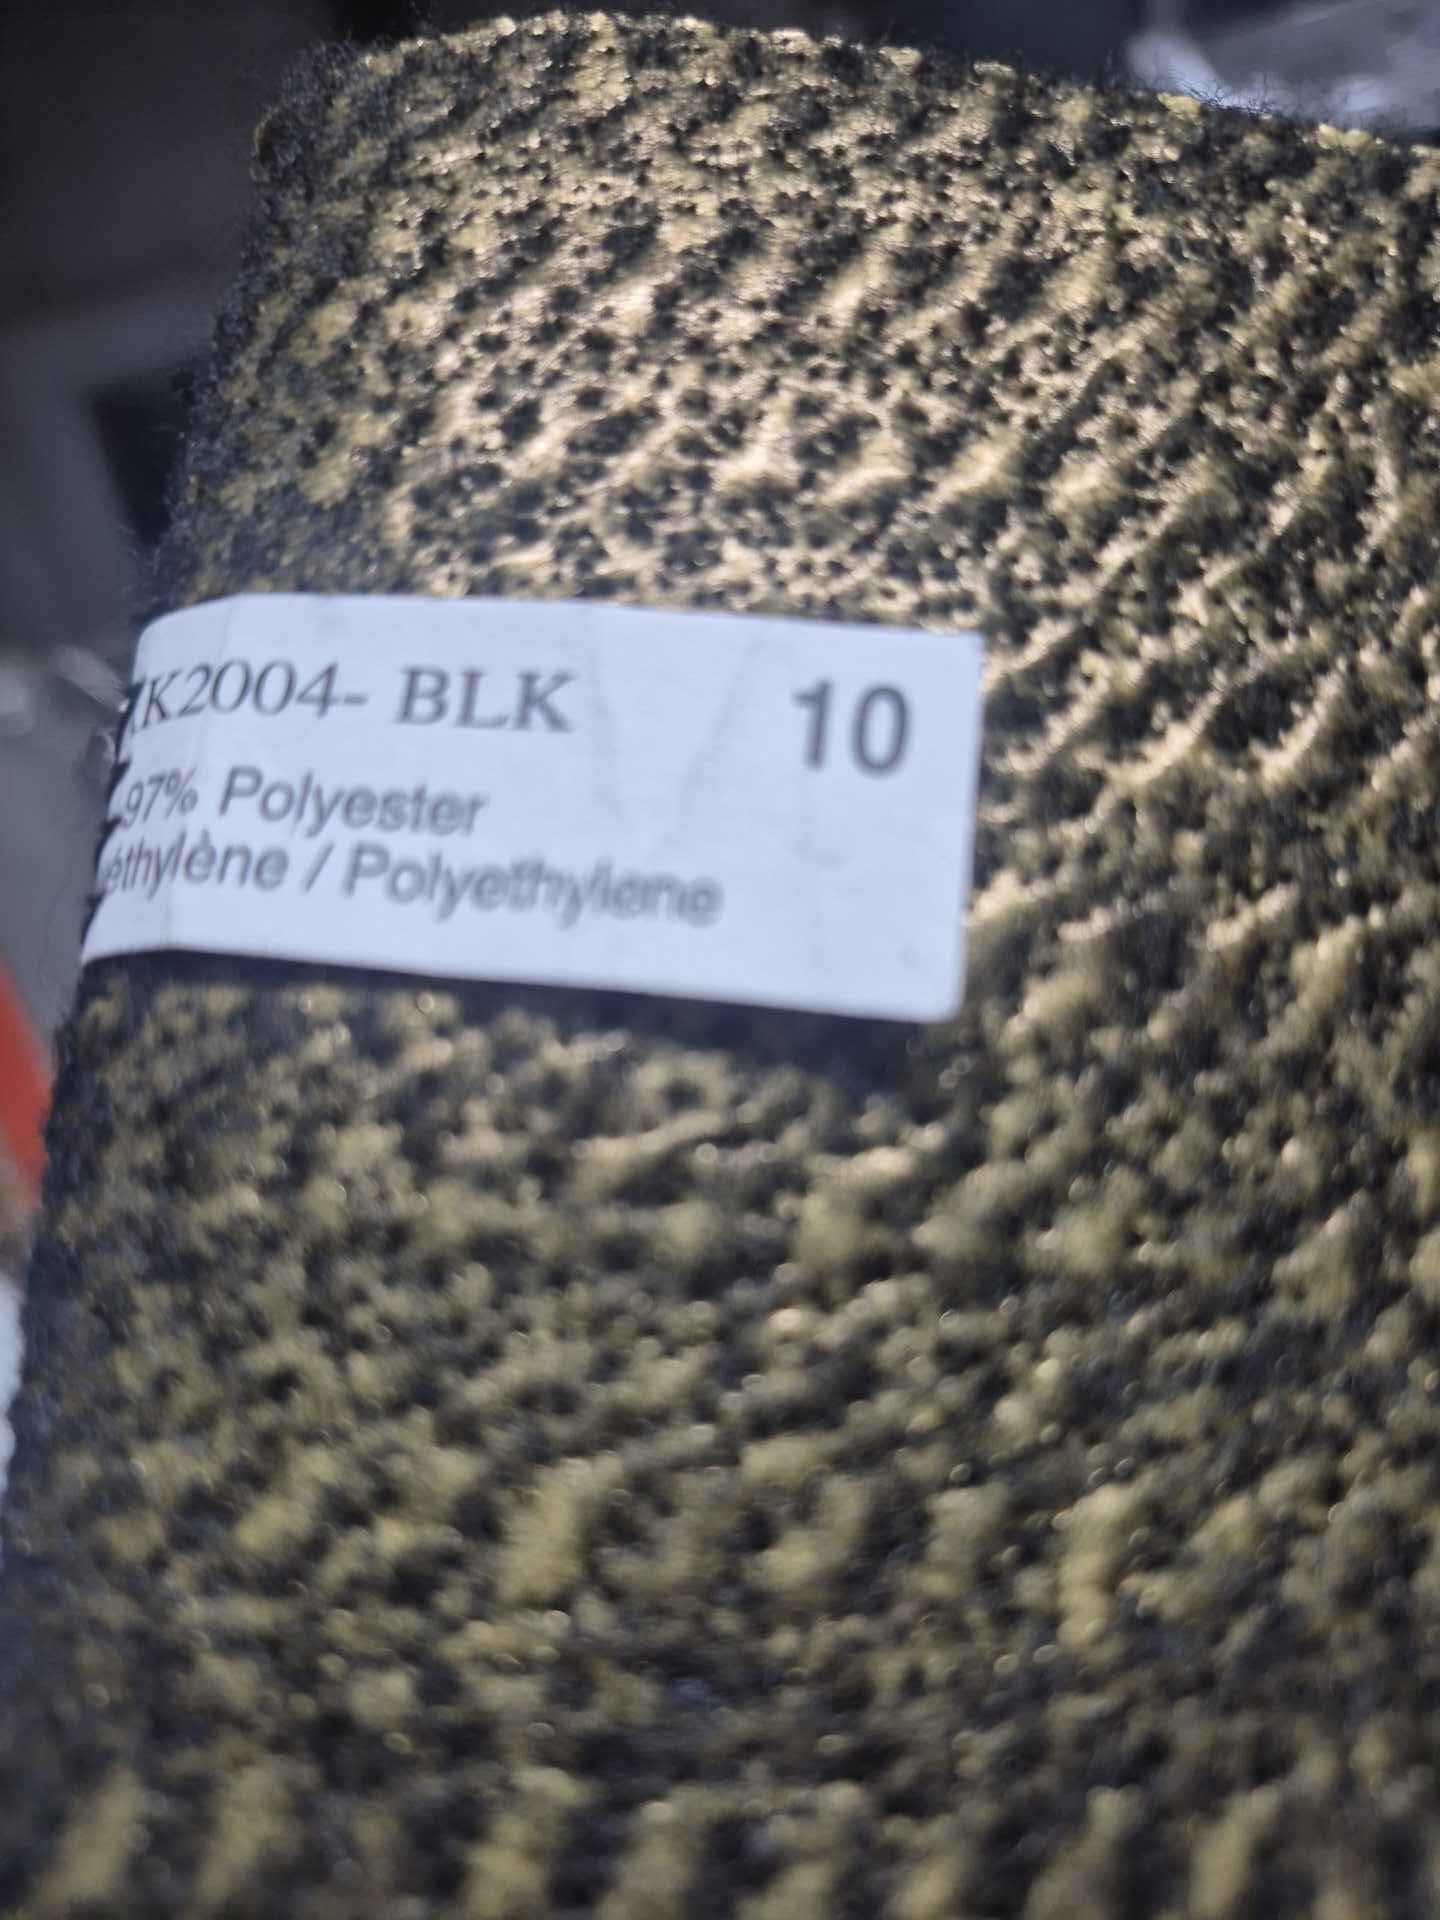 K2004- BLK 10
97% Polyester
éthylène / Polyethylene